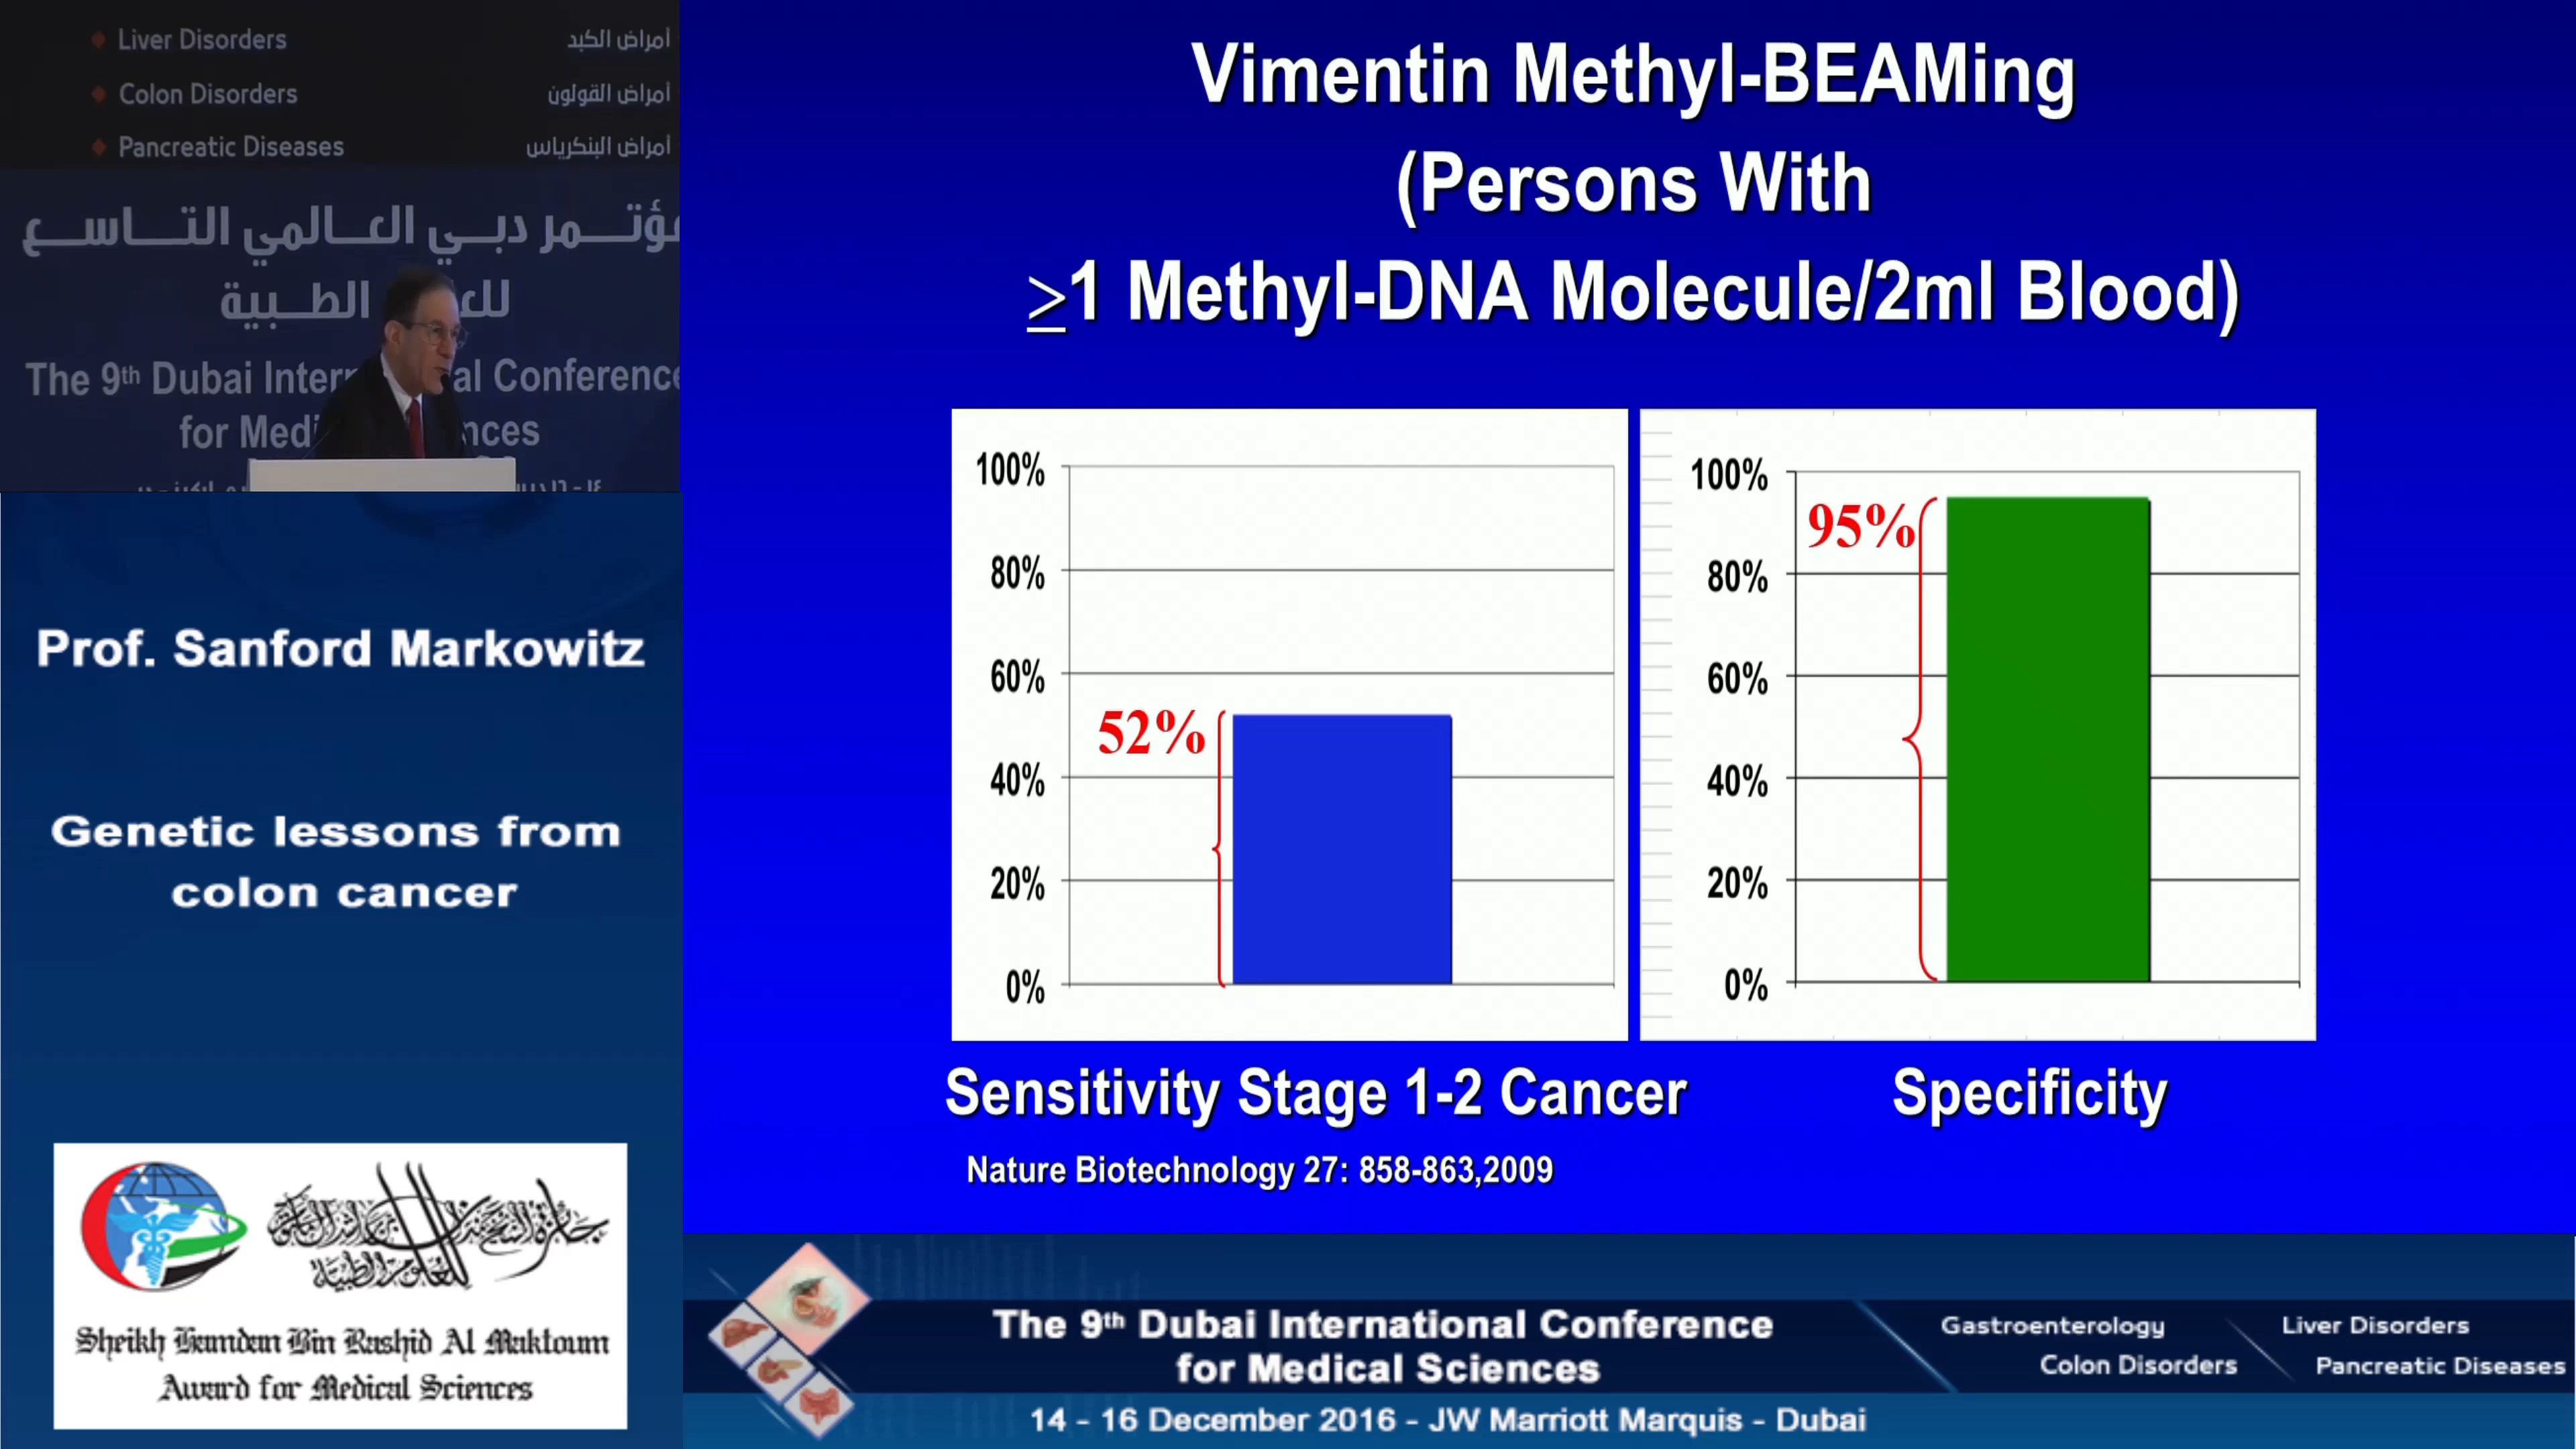 Liver Disorders
أمراض الكبد
Colon Disorders
أمراض القولون
Pancreatic Diseases
أمراض البنكرياس
ؤتـــمر دبــي العــالمي التــــاســـع
الطــبية
The 9th Dubai
Conference
for
Prof. Sanford Markowitz
Genetic lessons from
colon cancer
Sheikh Hamdan Bin Rashid Al Maktoum
Award for Medical Sciences
Vimentin Methyl-BEAMing
(Persons With
≥1 Methyl-DNA Molecule/2ml Blood)
100%
80%
60%
40%
20%
0%
52%
Sensitivity Stage 1-2 Cancer
100%
80%
60%
40%
20%
0%
95%
Specificity
Nature Biotechnology 27: 858-863,2009
The 9th Dubai International Conference
for Medical Sciences
14 - 16 December 2016 - JW Marriott Marquis - Dubai
Gastroenterology
Liver Disorders
Colon Disorders
Pancreatic Diseases